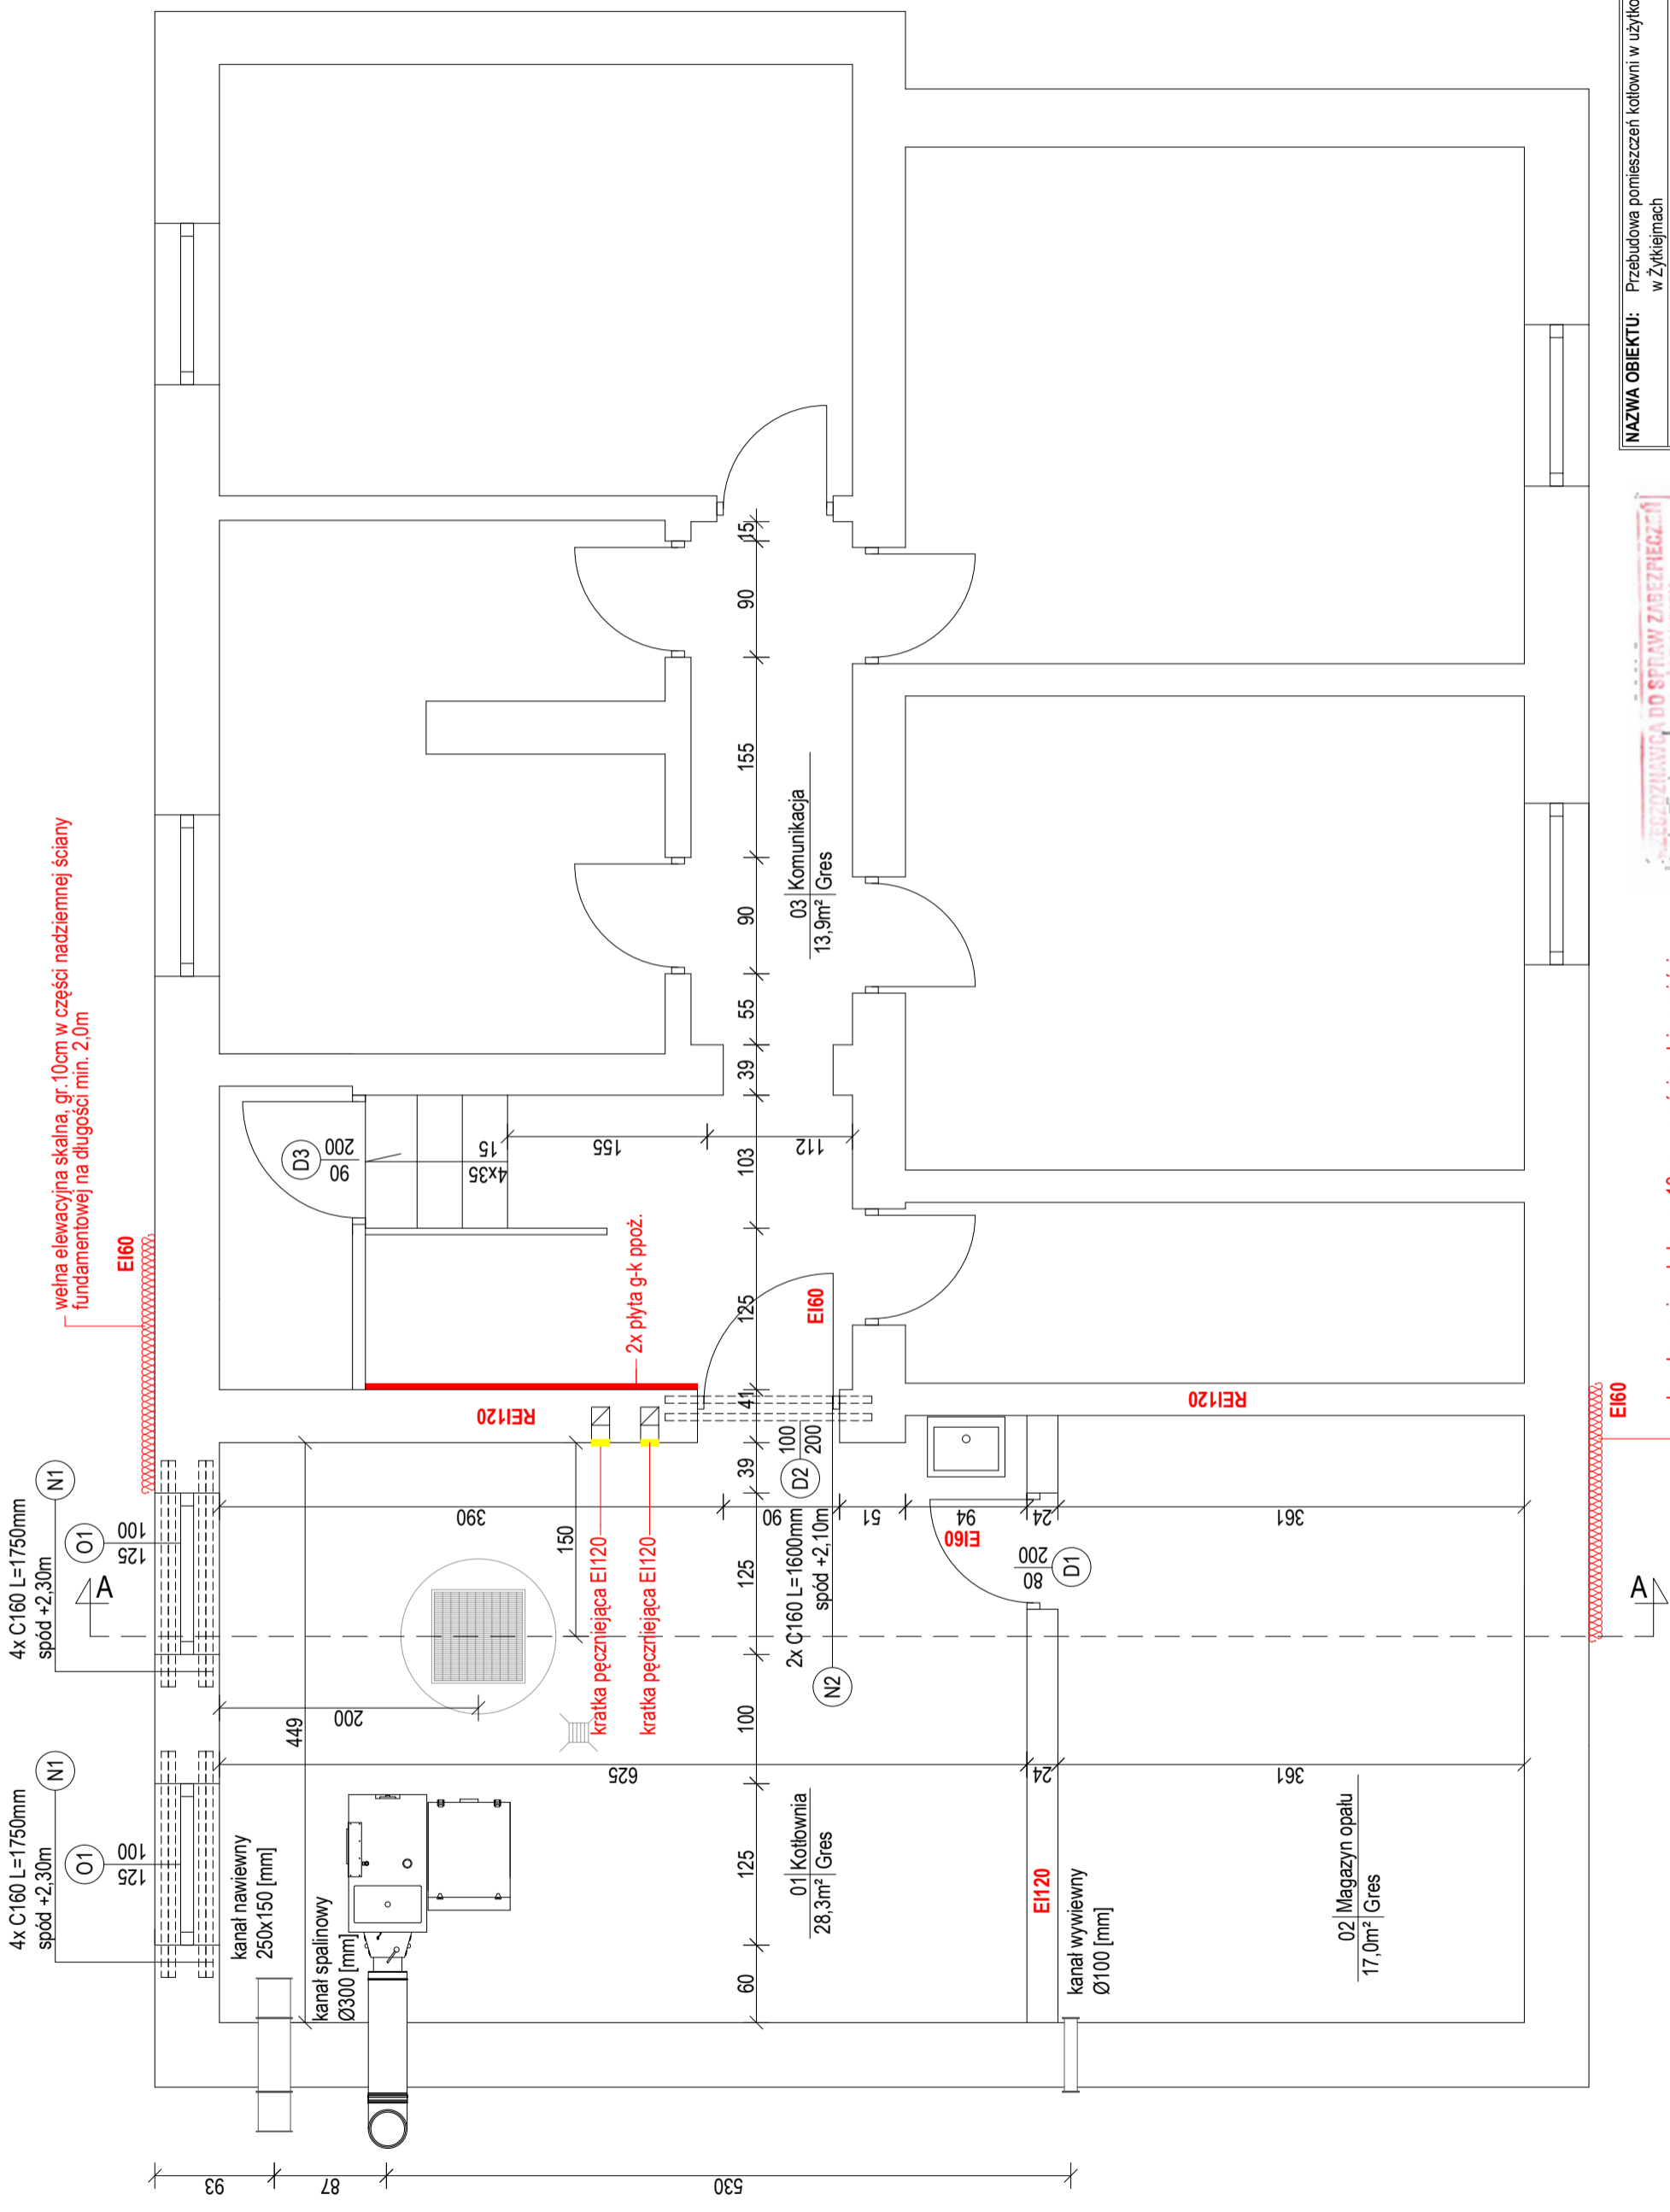 wełna elewacyjna skalna, gr.10cm w części nadziemnej ściany
fundamentowej na długości min. 2,0m
EI60
4x C160 L=1750mm
spód +2,30m
N1
O1
100
125
A
4x C160 L=1750mm
spód +2,30m
N1
O1
100
125
kanał nawiewny
250x150 [mm]
kanał spalinowy
Ø300 [mm]
449
200
150
390
90
51
94
24
361
625
24
361
D3
200
90
15
4x35
155
112
2x płyta g-k ppoż.
REI120
kratka pęczniejąca EI120
kratka pęczniejąca EI120
60
125
100
125
39
41
125
103
39
55
90
155
90
15
EI60
D2
100
200
2x C160 L=1600mm
spód +2,10m
N2
01 Kotłownia
28,3m² Gres
03 Komunikacja
13,9m² Gres
EI60
80
200
D1
REI120
EI120
kanał wywiewny
Ø100 [mm]
02 Magazyn opału
17,0m² Gres
EI60
A
93
87
530
NAZWA OBIEKTU: Przebudowa pomieszczeń kotłowni w
w Żytkiejmach
DO SPRAW ZABEZPIECZEŃ